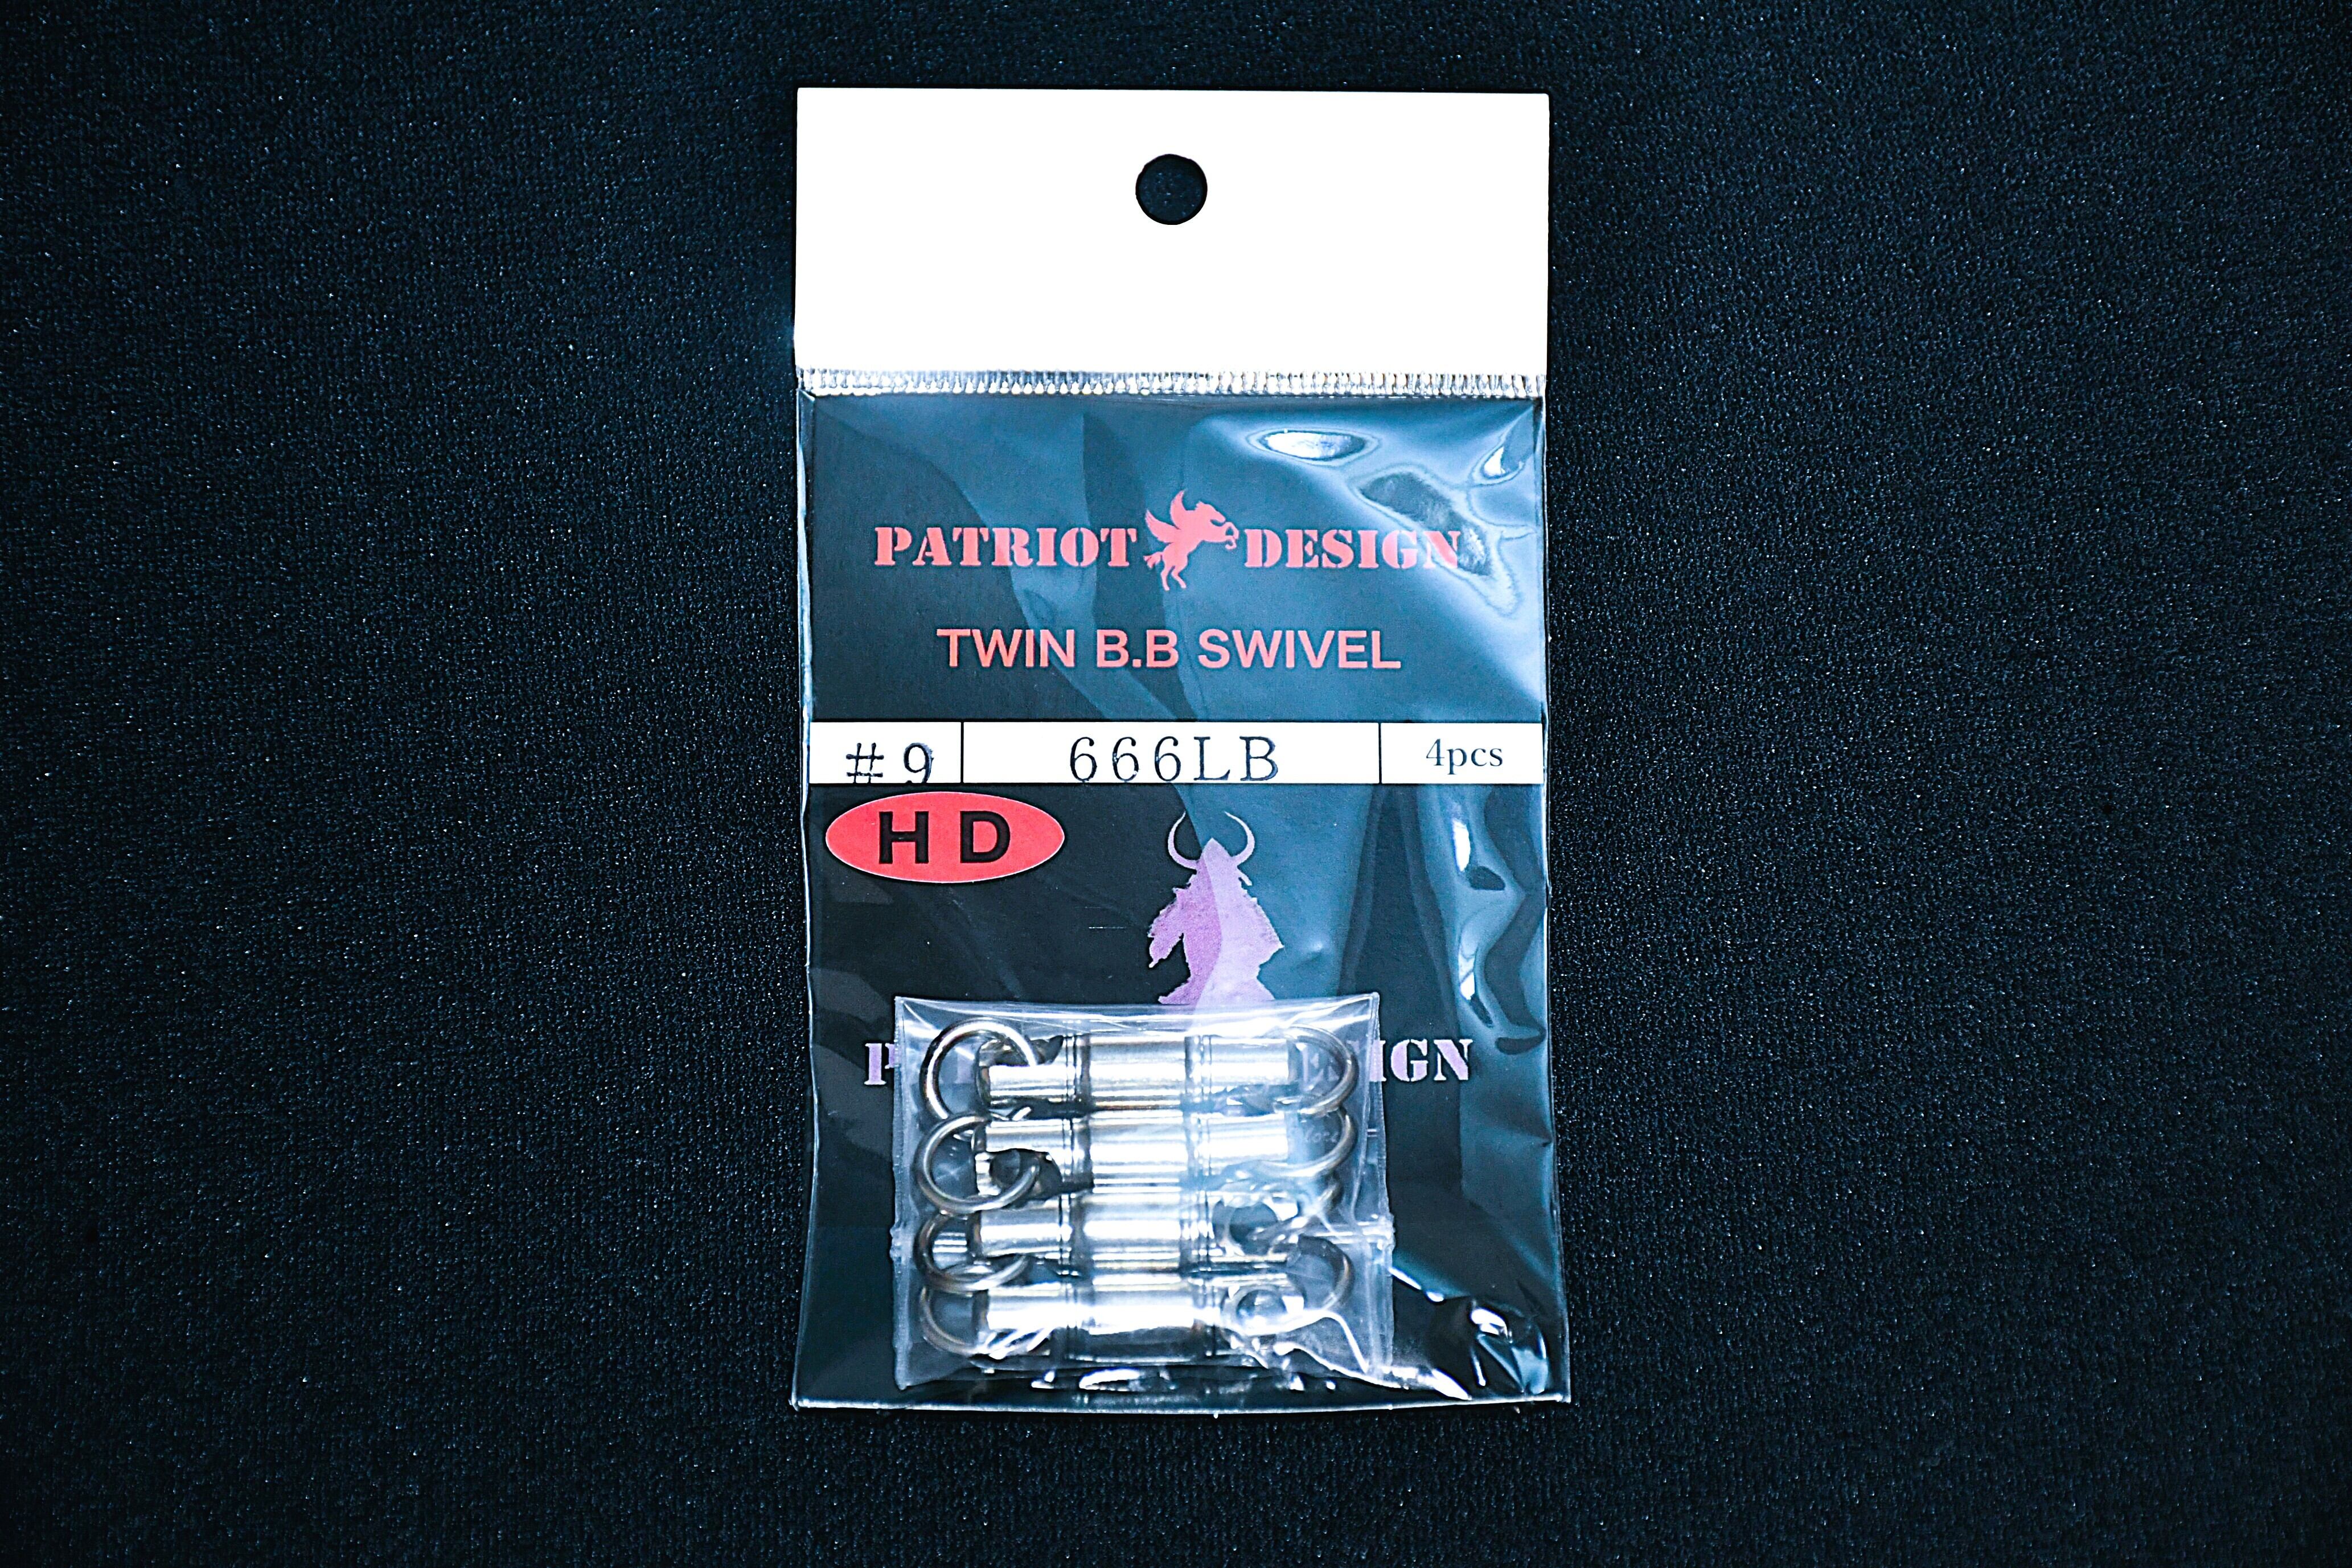 PATRIOT DESIGN
TWIN B.B SWIVEL
#9 666LB 4pcs
HD